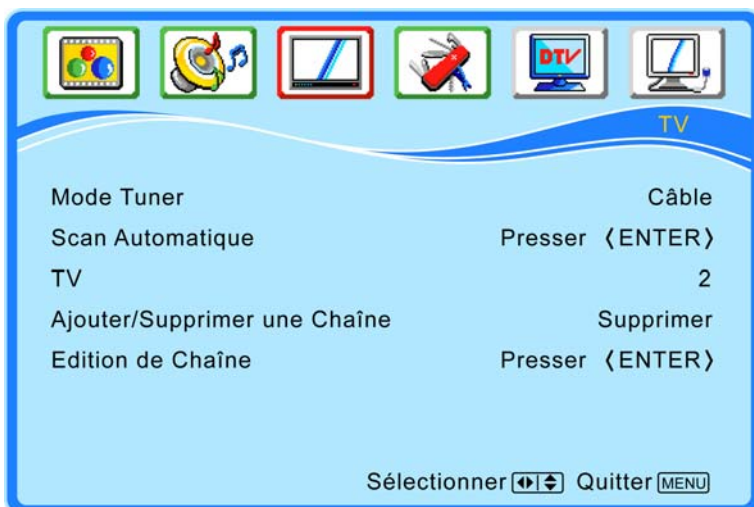 DTV
TV
Mode Tuner Câble
Scan Automatique Presser 〈ENTER〉
TV 2
Ajouter/Supprimer une Chaîne Supprimer
Edition de Chaîne Presser 〈ENTER〉
Sélectionner Quitter MENU